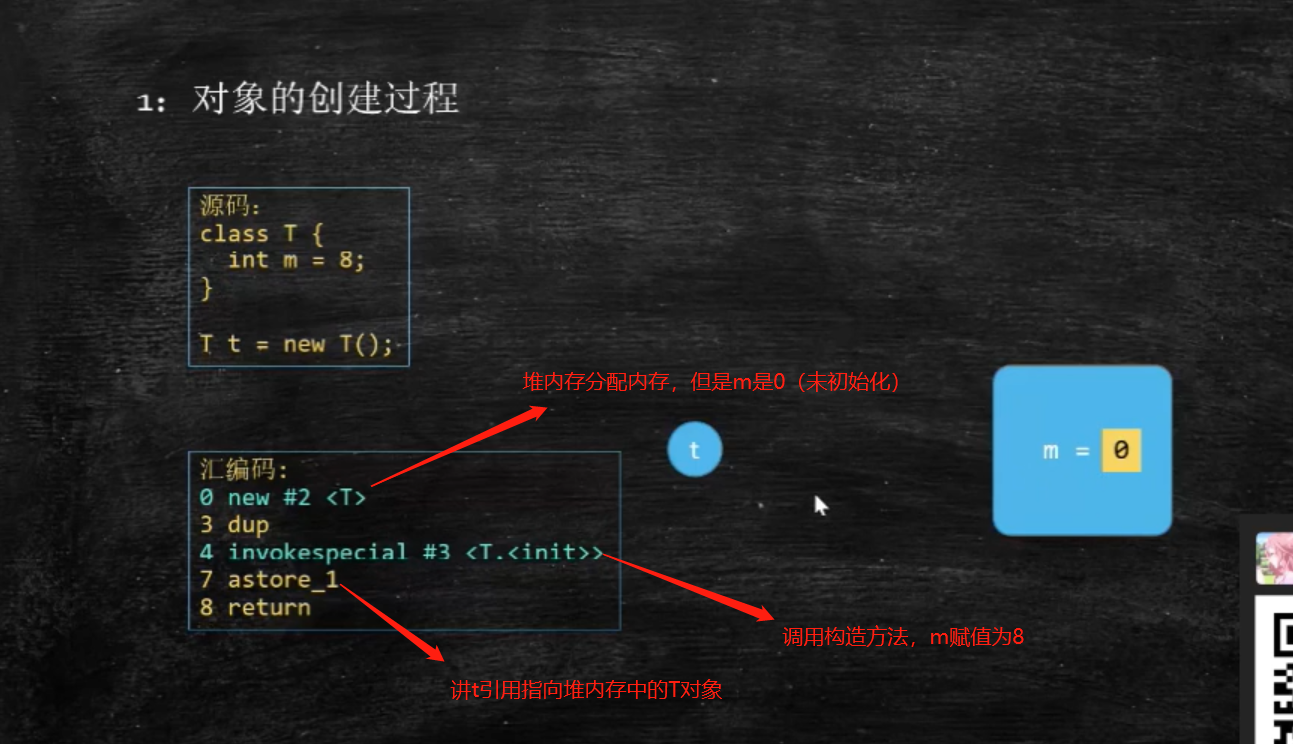 1: 对象的创建过程
源码:
class T {
int m = 8;
}
T t = new T();
堆内存分配内存，但是m是0（未初始化）
t
m = 0
汇编码:
0 new #2 <T>
3 dup
4 invokespecial #3 <T.<init>>
7 astore_1
8 return
调用构造方法，m赋值为8
讲t引用指向堆内存中的T对象